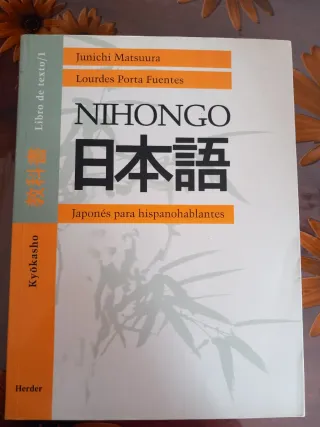 Junichi Matsuura
Lourdes Porta Fuentes
NIHONGO
日本語
Japonés para hispanohablantes
Libro de texto/1
教科書
Kyōkasho
Herder